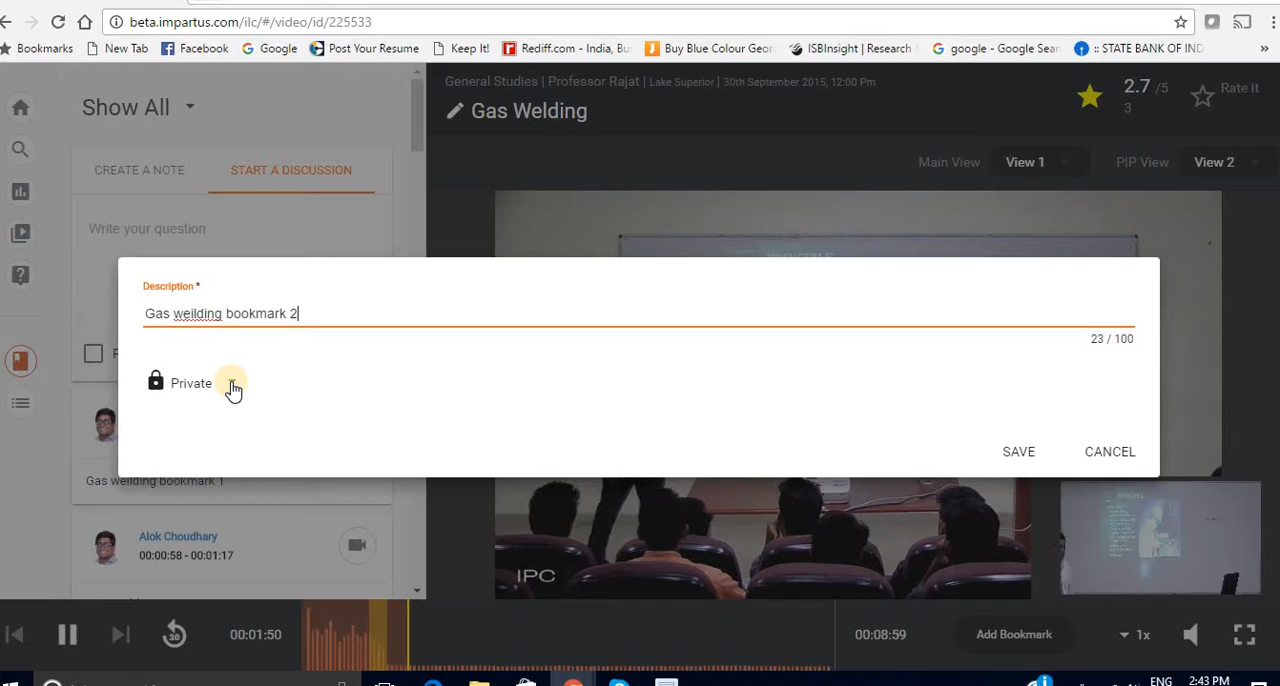 beta.impartus.com/ilc/#/video/id/225533
Bookmarks New Tab Facebook Google Post Your Resume Keep It! Rediff.com - India, Bu Buy Blue Colour Geor ISBInsight | Research google - Google Sear :: STATE BANK OF IND »
Show All
CREATE A NOTE START A DISCUSSION
Write your question
General Studies | Professor Rajat | Lake Superior | 30th September 2015, 12:00 Pm
Gas Welding
2.7 /5
3
Rate It
Main View View 1 PIP View View 2
Description *
Gas weilding bookmark 2
23 / 100
Private
SAVE CANCEL
Gas weilding bookmark 1
Alok Choudhary
00:00:58 - 00:01:17
IPC
30
00:01:50
00:08:59
Add Bookmark
1x
ENG
2:43 PM